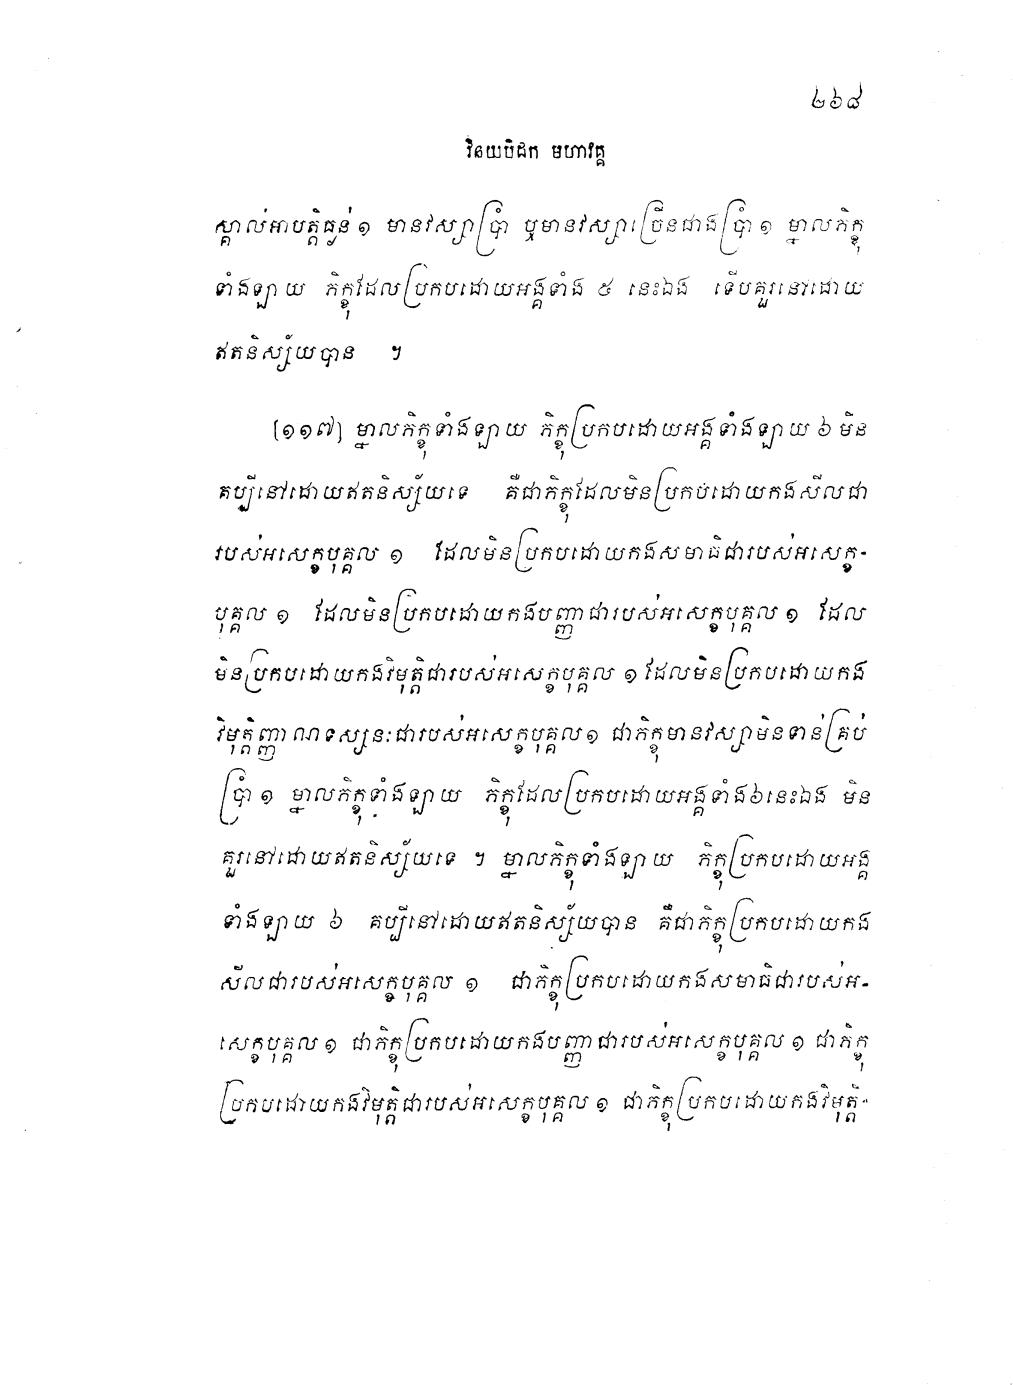 ២៦៨
វិនយបិដក មហាវគ្គ
ស្គាល់អាបត្តិធ្ងន់១ មានវស្សាប្រាំ ឬមានវស្សាច្រើនជាងប្រាំ១ ម្នាលភិក្ខុ
ទាំងឡាយ ភិក្ខុដែលប្រកបដោយអង្គទាំង ៥ នេះឯង ទើបគួរនៅដោយ
ឥតនិស្ស័យបាន ។
[១១៧] ម្នាលភិក្ខុទាំងឡាយ ភិក្ខុប្រកបដោយអង្គទាំងឡាយ ៦ មិន
គប្បីនៅដោយឥតនិស្ស័យទេ គឺជាភិក្ខុដែលមិនប្រកបដោយកងសីលជា
របស់អសេក្ខបុគ្គល ១ ដែលមិនប្រកបដោយកងសមាធិជារបស់អសេក្ខ-
បុគ្គល ១ ដែលមិនប្រកបដោយកងបញ្ញាជារបស់អសេក្ខបុគ្គល ១ ដែល
មិនប្រកបដោយកងវិមុត្តិជារបស់អសេក្ខបុគ្គល ១ ដែលមិនប្រកបដោយកង
វិមុត្តិញ្ញាណទស្សនៈជារបស់អសេក្ខបុគ្គល១ ជាភិក្ខុមានវស្សាមិនទាន់គ្រប់
ប្រាំ ១ ម្នាលភិក្ខុទាំងឡាយ ភិក្ខុដែលប្រកបដោយអង្គទាំង៦នេះឯង មិន
គួរនៅដោយឥតនិស្ស័យទេ ។ ម្នាលភិក្ខុទាំងឡាយ ភិក្ខុប្រកបដោយអង្គ
ទាំងឡាយ ៦ គប្បីនៅដោយឥតនិស្ស័យបាន គឺជាភិក្ខុប្រកបដោយកង
សីលជារបស់អសេក្ខបុគ្គល ១ ជាភិក្ខុប្រកបដោយកងសមាធិជារបស់អ-
សេក្ខបុគ្គល ១ ជាភិក្ខុប្រកបដោយកងបញ្ញាជារបស់អសេក្ខបុគ្គល ១ ជាភិក្ខុ
ប្រកបដោយកងវិមុត្តិជារបស់អសេក្ខបុគ្គល ១ ជាភិក្ខុប្រកបដោយកងវិមុត្តិ-